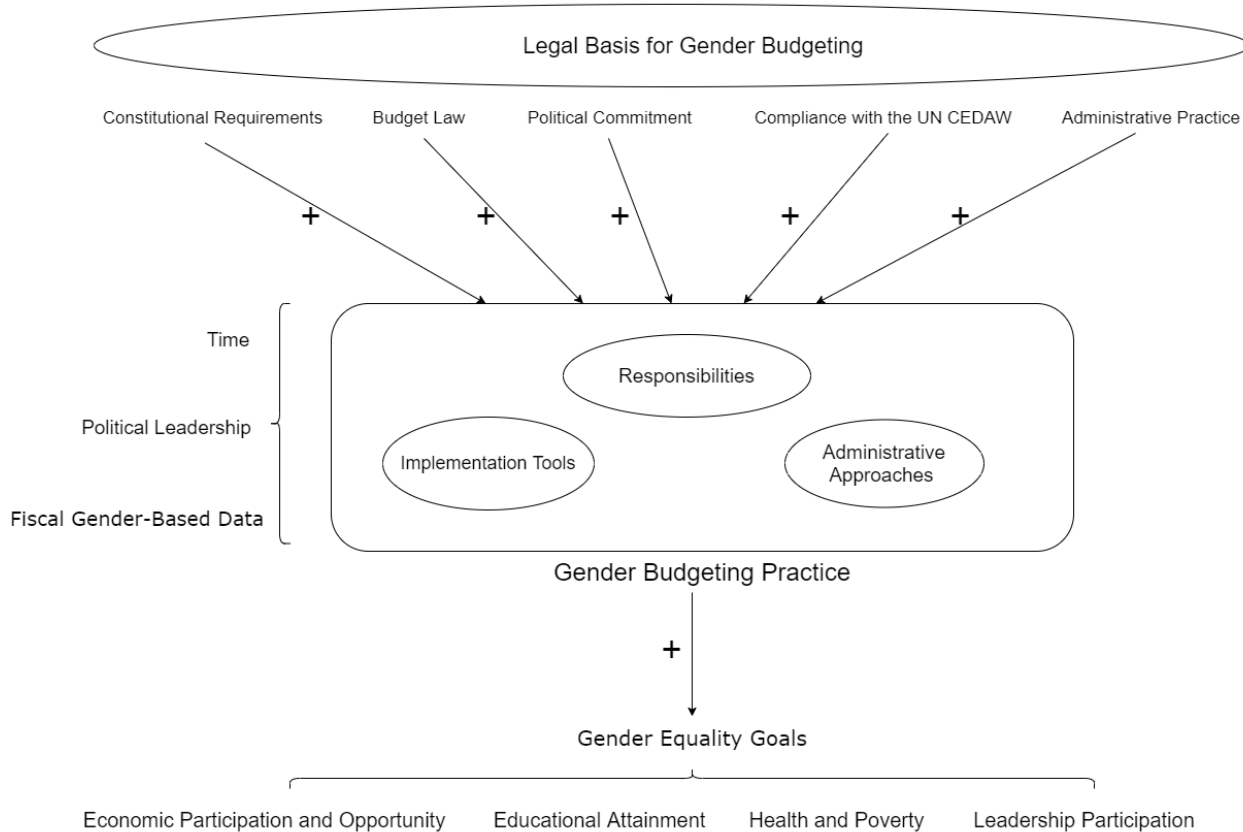 Legal Basis for Gender Budgeting
Constitutional Requirements
Budget Law
Political Commitment
Compliance with the UN CEDAW
Administrative Practice
+
+
+
+
+
Time
Political Leadership
Fiscal Gender-Based Data
Responsibilities
Implementation Tools
Administrative
Approaches
Gender Budgeting Practice
+
Gender Equality Goals
Economic Participation and Opportunity
Educational Attainment
Health and Poverty
Leadership Participation